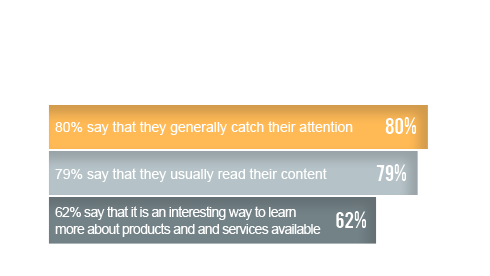 80% say that they generally catch their attention 80%
79% say that they usually read their content 79%
62% say that it is an interesting way to learn
more about products and and services available 62%